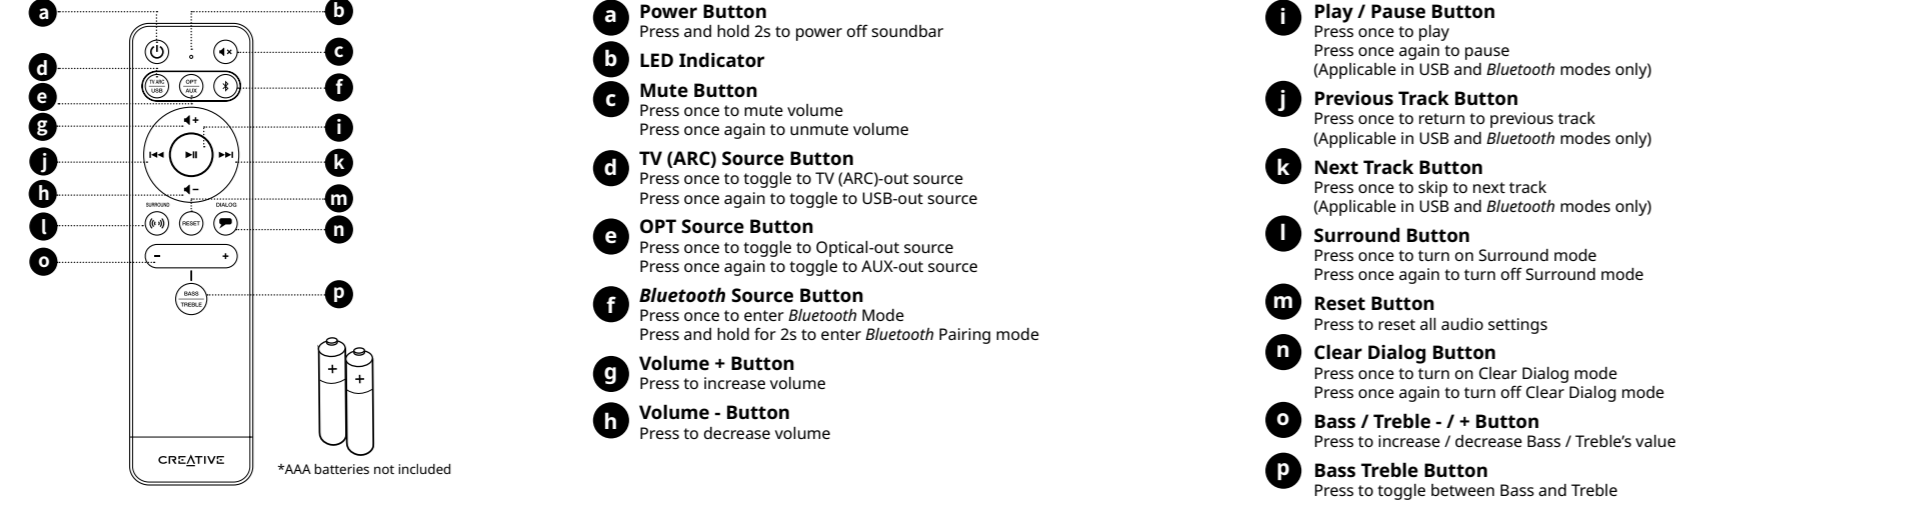 a
b
c
d
e
f
g
h
i
j
k
l
m
n
o
p
TV ARC
USB
OPT
AUX
SURROUND
DIALOG
RESET
BASS
TREBLE
CREATIVE
*AAA batteries not included
a Power Button
Press and hold 2s to power off soundbar
b LED Indicator
c Mute Button
Press once to mute volume
Press once again to unmute volume
d TV (ARC) Source Button
Press once to toggle to TV (ARC)-out source
Press once again to toggle to USB-out source
e OPT Source Button
Press once to toggle to Optical-out source
Press once again to toggle to AUX-out source
f Bluetooth Source Button
Press once to enter Bluetooth Mode
Press and hold for 2s to enter Bluetooth Pairing mode
g Volume + Button
Press to increase volume
h Volume - Button
Press to decrease volume
i Play / Pause Button
Press once to play
Press once again to pause
(Applicable in USB and Bluetooth modes only)
j Previous Track Button
Press once to return to previous track
(Applicable in USB and Bluetooth modes only)
k Next Track Button
Press once to skip to next track
(Applicable in USB and Bluetooth modes only)
l Surround Button
Press once to turn on Surround mode
Press once again to turn off Surround mode
m Reset Button
Press to reset all audio settings
n Clear Dialog Button
Press once to turn on Clear Dialog mode
Press once again to turn off Clear Dialog mode
o Bass / Treble - / + Button
Press to increase / decrease Bass / Treble's value
p Bass Treble Button
Press to toggle between Bass and Treble